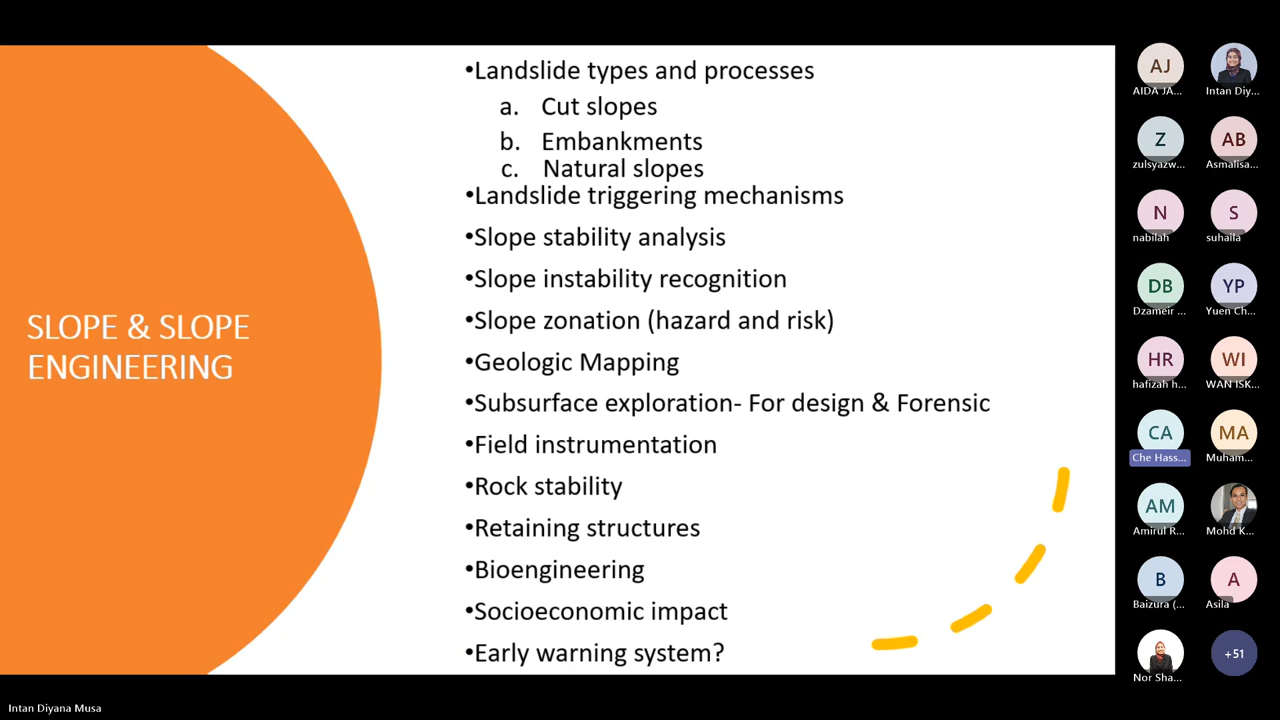 SLOPE & SLOPE
ENGINEERING
•Landslide types and processes
a. Cut slopes
b. Embankments
c. Natural slopes
•Landslide triggering mechanisms
•Slope stability analysis
•Slope instability recognition
•Slope zonation (hazard and risk)
•Geologic Mapping
•Subsurface exploration- For design & Forensic
•Field instrumentation
•Rock stability
•Retaining structures
•Bioengineering
•Socioeconomic impact
•Early warning system?
AJ
AIDA JA...
Intan Diy...
Z
zulsyazw...
AB
Asmalisa...
N
nabilah
S
suhaila
DB
Dzameir ...
YP
Yuen Ch...
HR
hafizah h...
WI
WAN ISK...
CA
Che Hass...
MA
Muham...
AM
Amirul R...
Mohd K...
B
Baizura (...
A
Asila
Nor Sha...
+51
Intan Diyana Musa